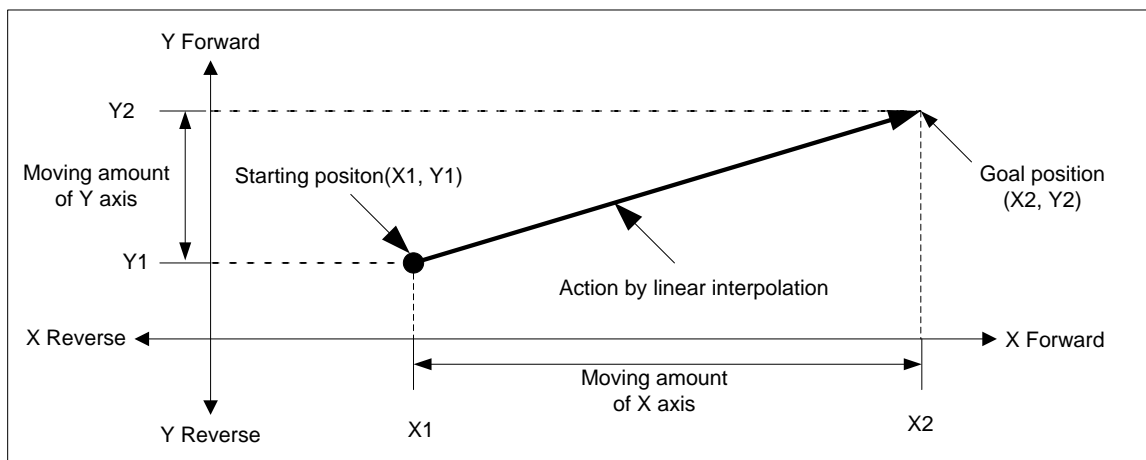 Y Forward
Y2
Moving amount
of Y axis
Starting positon(X1, Y1)
Goal position
(X2, Y2)
Y1
Action by linear interpolation
X Reverse
X Forward
Moving amount
of X axis
X1
X2
Y Reverse